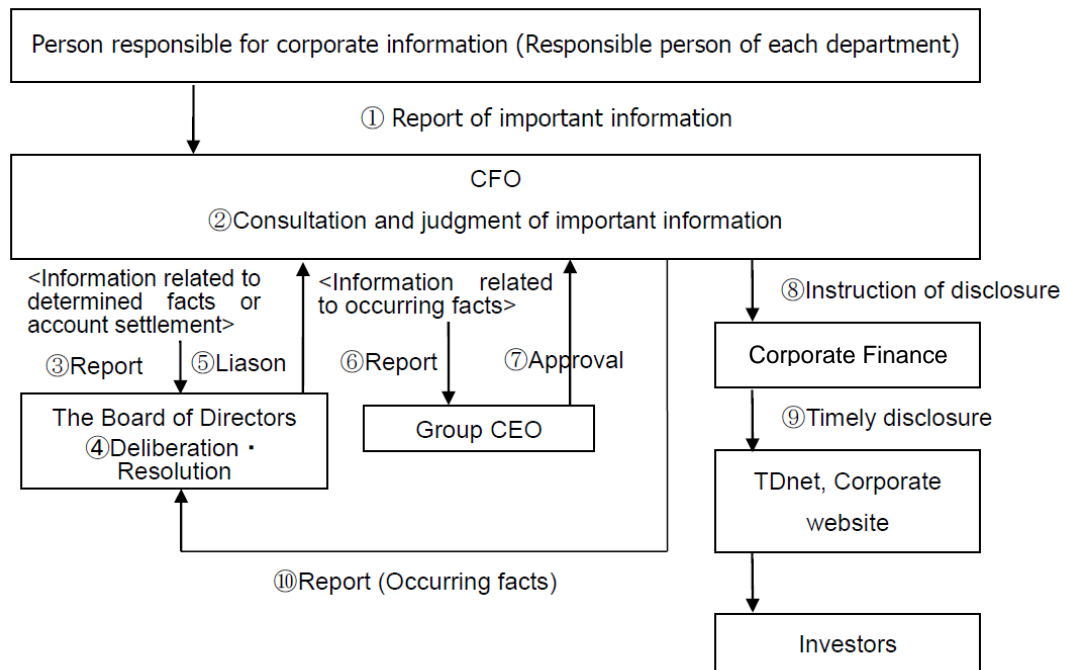 Person responsible for corporate information (Responsible person of each department)
① Report of important information
CFO
②Consultation and judgment of important information
<Information related to
determined facts or
account settlement>
③Report
⑤Liason
<Information related
to occurring facts>
⑥Report
⑦Approval
⑧Instruction of disclosure
The Board of Directors
④Deliberation・
Resolution
Group CEO
Corporate Finance
⑨Timely disclosure
TDnet, Corporate
website
⑩Report (Occurring facts)
Investors